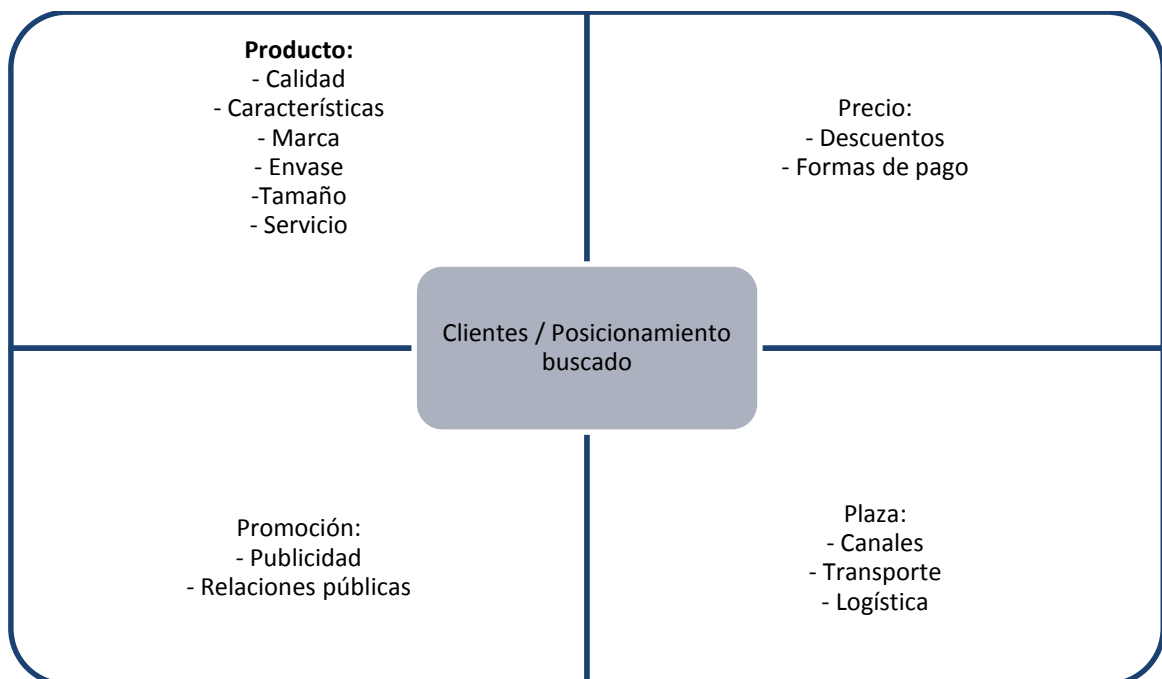 Producto:
- Calidad
- Característícas
- Marca
- Envase
-Tamaño
- Servicio
Precio:
- Descuentos
- Formas de pago
Clientes / Posicionamiento
buscado
Promoción:
- Publicidad
- Relaciones públicas
Plaza:
- Canales
- Transporte
- Logística